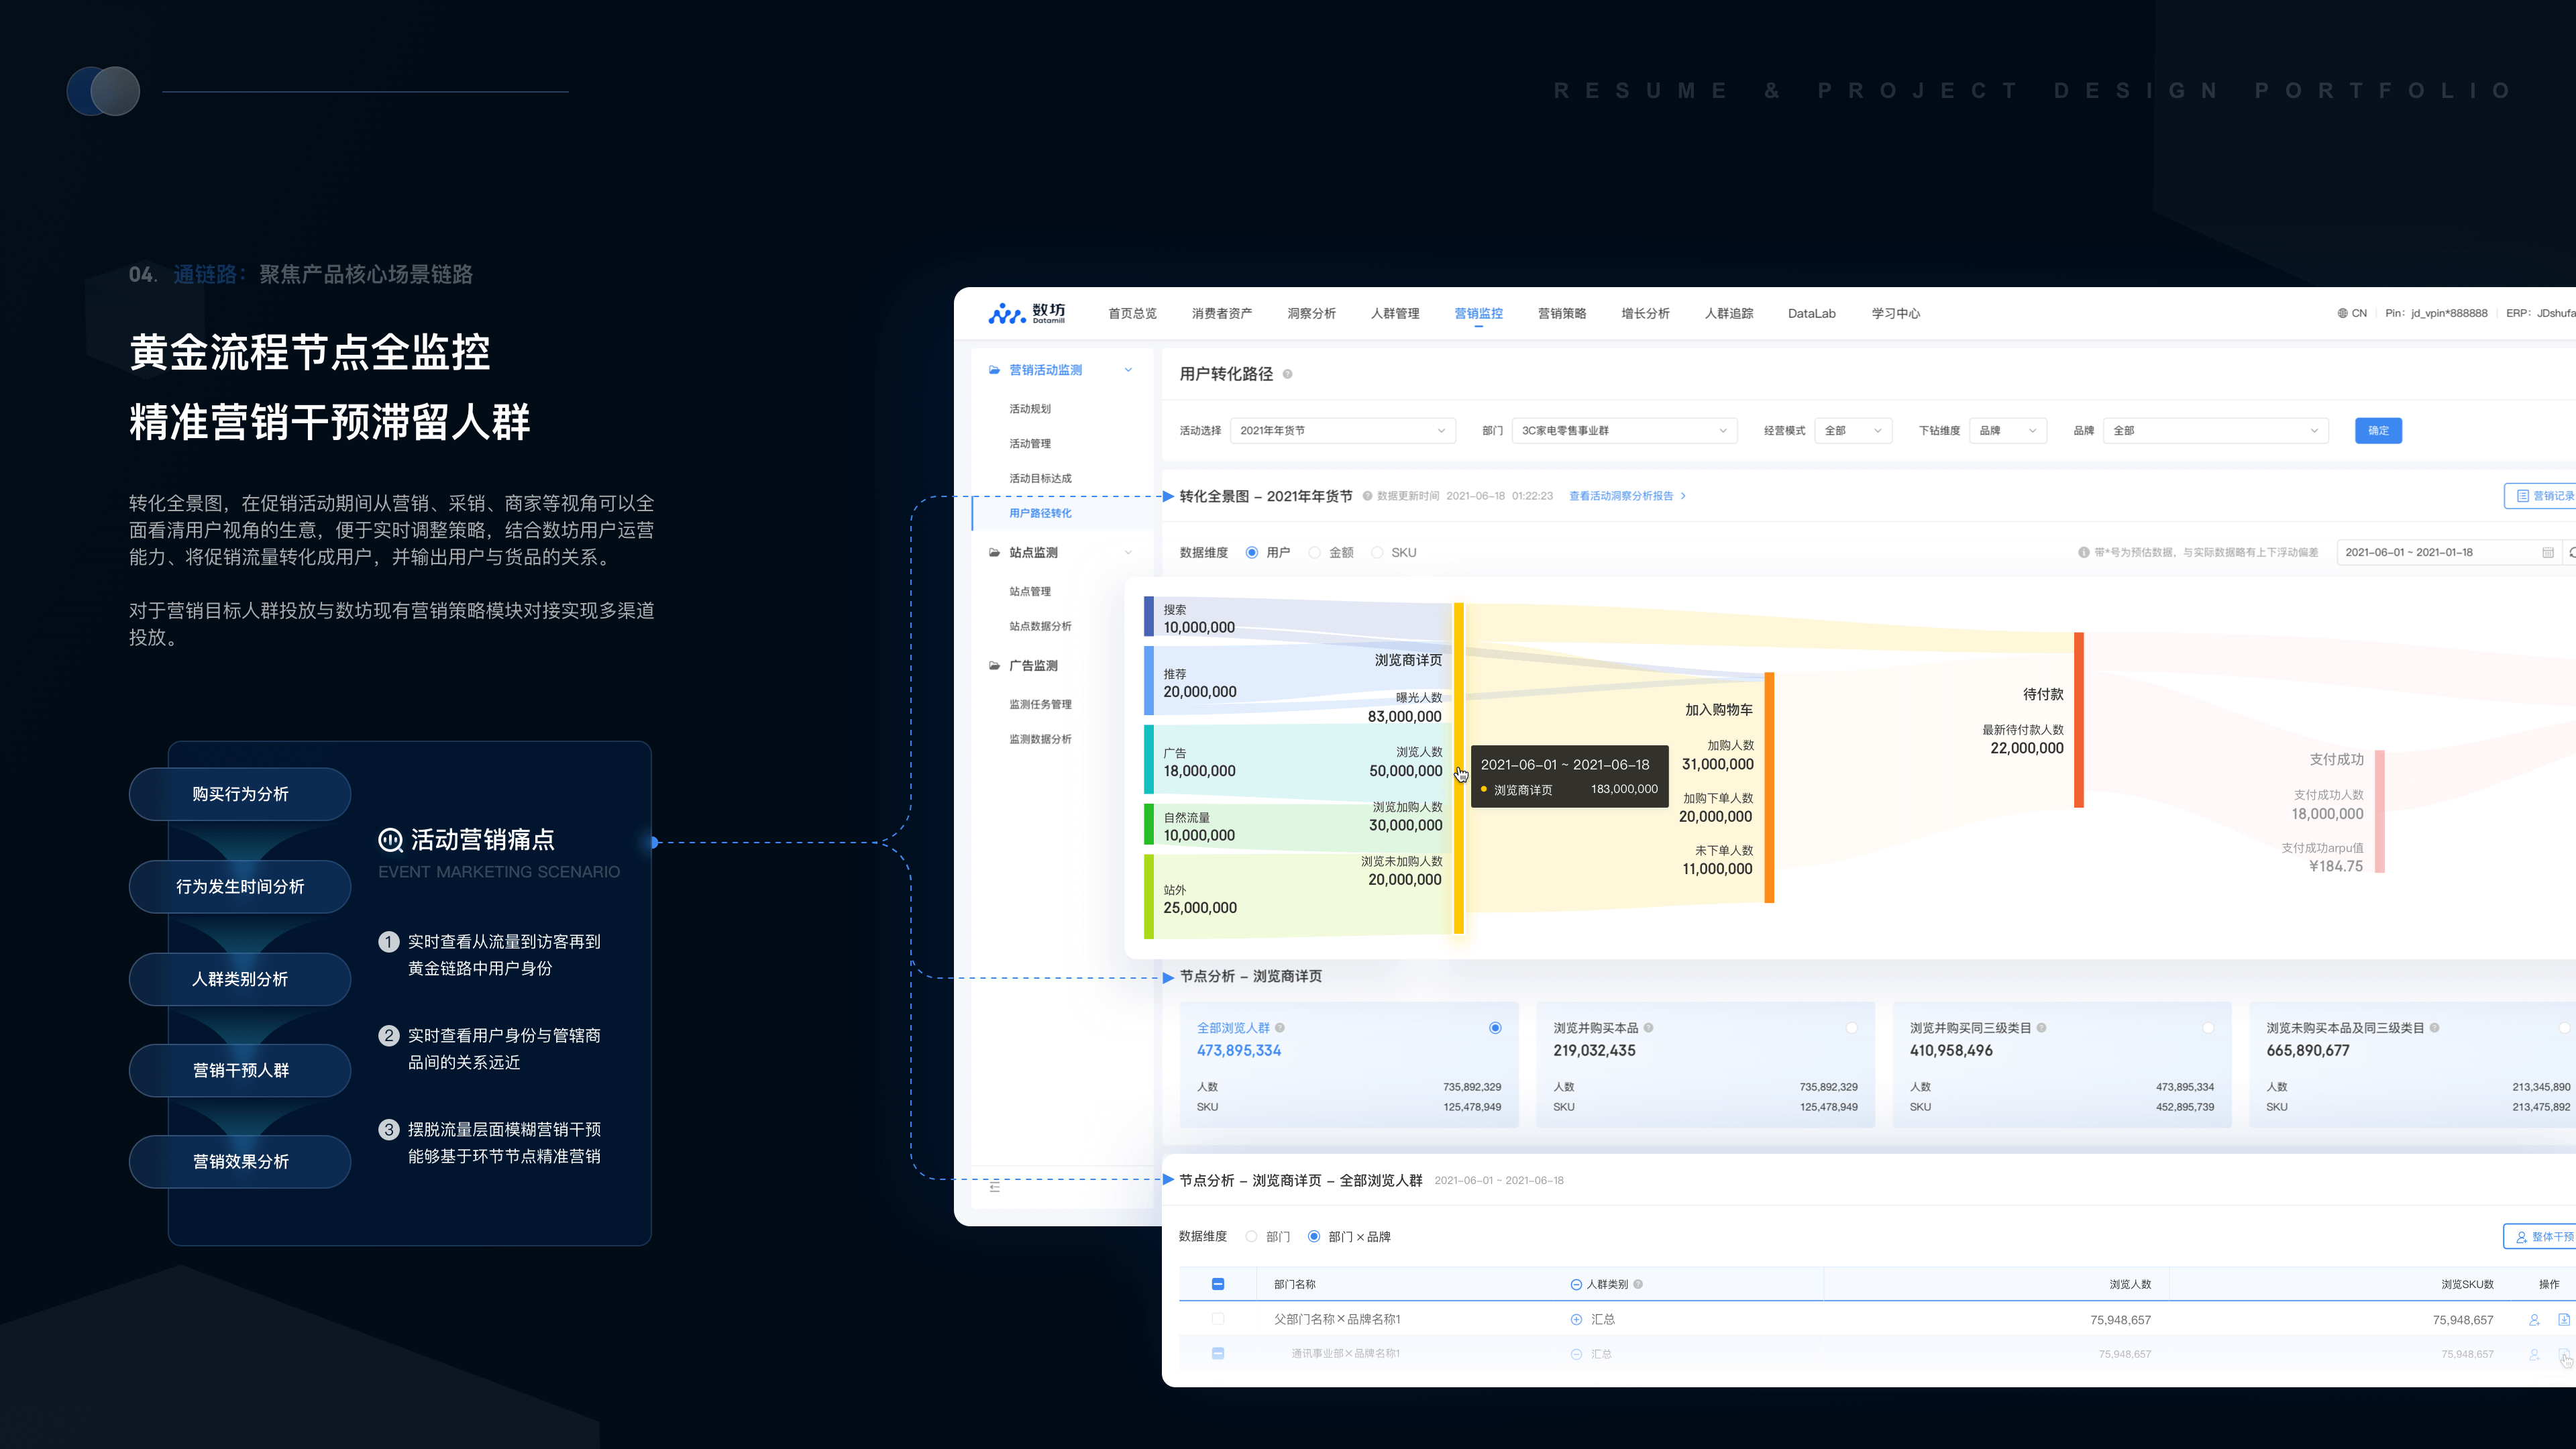 RESUME & PROJECT DESIGN PORTFOLIO
04. 通链路：聚焦产品核心场景链路
黄金流程节点全监控
精准营销干预滞留人群
转化全景图，在促销活动期间从营销、采销、商家等视角可以全
面看清用户视角的生意，便于实时调整策略，结合数坊用户运营
能力、将促销流量转化成用户，并输出用户与货品的关系。
对于营销目标人群投放与数坊现有营销策略模块对接实现多渠道
投放。
购买行为分析
行为发生时间分析
人群类别分析
营销干预人群
营销效果分析
活动营销痛点
EVENT MARKETING SCENARIO
1 实时查看从流量到访客再到
黄金链路中用户身份
2 实时查看用户身份与管辖商
品间的关系远近
3 摆脱流量层面模糊营销干预
能够基于环节节点精准营销
数坊
Datamill
首页总览 消费者资产 洞察分析 人群管理 营销监控 营销策略 增长分析 人群追踪 DataLab 学习中心
CN Pin: jd_vpin*888888 ERP: JDshufa
营销活动监测
活动规划
活动管理
活动目标达成
用户路径转化
站点监测
站点管理
站点数据分析
广告监测
监测任务管理
监测数据分析
用户转化路径
活动选择 2021年年货节 部门 3C家电零售事业群 经营模式 全部 下钻维度 品牌 品牌 全部 确定
转化全景图 – 2021年年货节 数据更新时间 2021-06-18 01:22:23 查看活动洞察分析报告 营销记录
数据维度 用户 金额 SKU 带*号为预估数据，与实际数据略有上下浮动偏差 2021-06-01 ~ 2021-01-18
搜索
10,000,000
推荐
20,000,000
广告
18,000,000
自然流量
10,000,000
站外
25,000,000
浏览商详页
曝光人数
83,000,000
浏览人数
50,000,000
浏览加购人数
30,000,000
浏览未加购人数
20,000,000
2021-06-01 ~ 2021-06-18
浏览商详页 183,000,000
加入购物车
加购人数
31,000,000
加购下单人数
20,000,000
未下单人数
11,000,000
待付款
最新待付款人数
22,000,000
支付成功
支付成功人数
18,000,000
支付成功arpu值
¥184.75
节点分析 – 浏览商详页
全部浏览人群
473,895,334
人数 735,892,329
SKU 125,478,949
浏览并购买本品
219,032,435
人数 735,892,329
SKU 125,478,949
浏览并购买同三级类目
410,958,496
人数 473,895,334
SKU 452,895,739
浏览未购买本品及同三级类目
665,890,677
人数 213,345,890
SKU 213,475,892
节点分析 – 浏览商详页 – 全部浏览人群 2021-06-01 ~ 2021-06-18
数据维度 部门 部门×品牌 整体干预
部门名称 人群类别 浏览人数 浏览SKU数 操作
父部门名称×品牌名称1 汇总 75,948,657 75,948,657
通讯事业部×品牌名称1 汇总 75,948,657 75,948,657